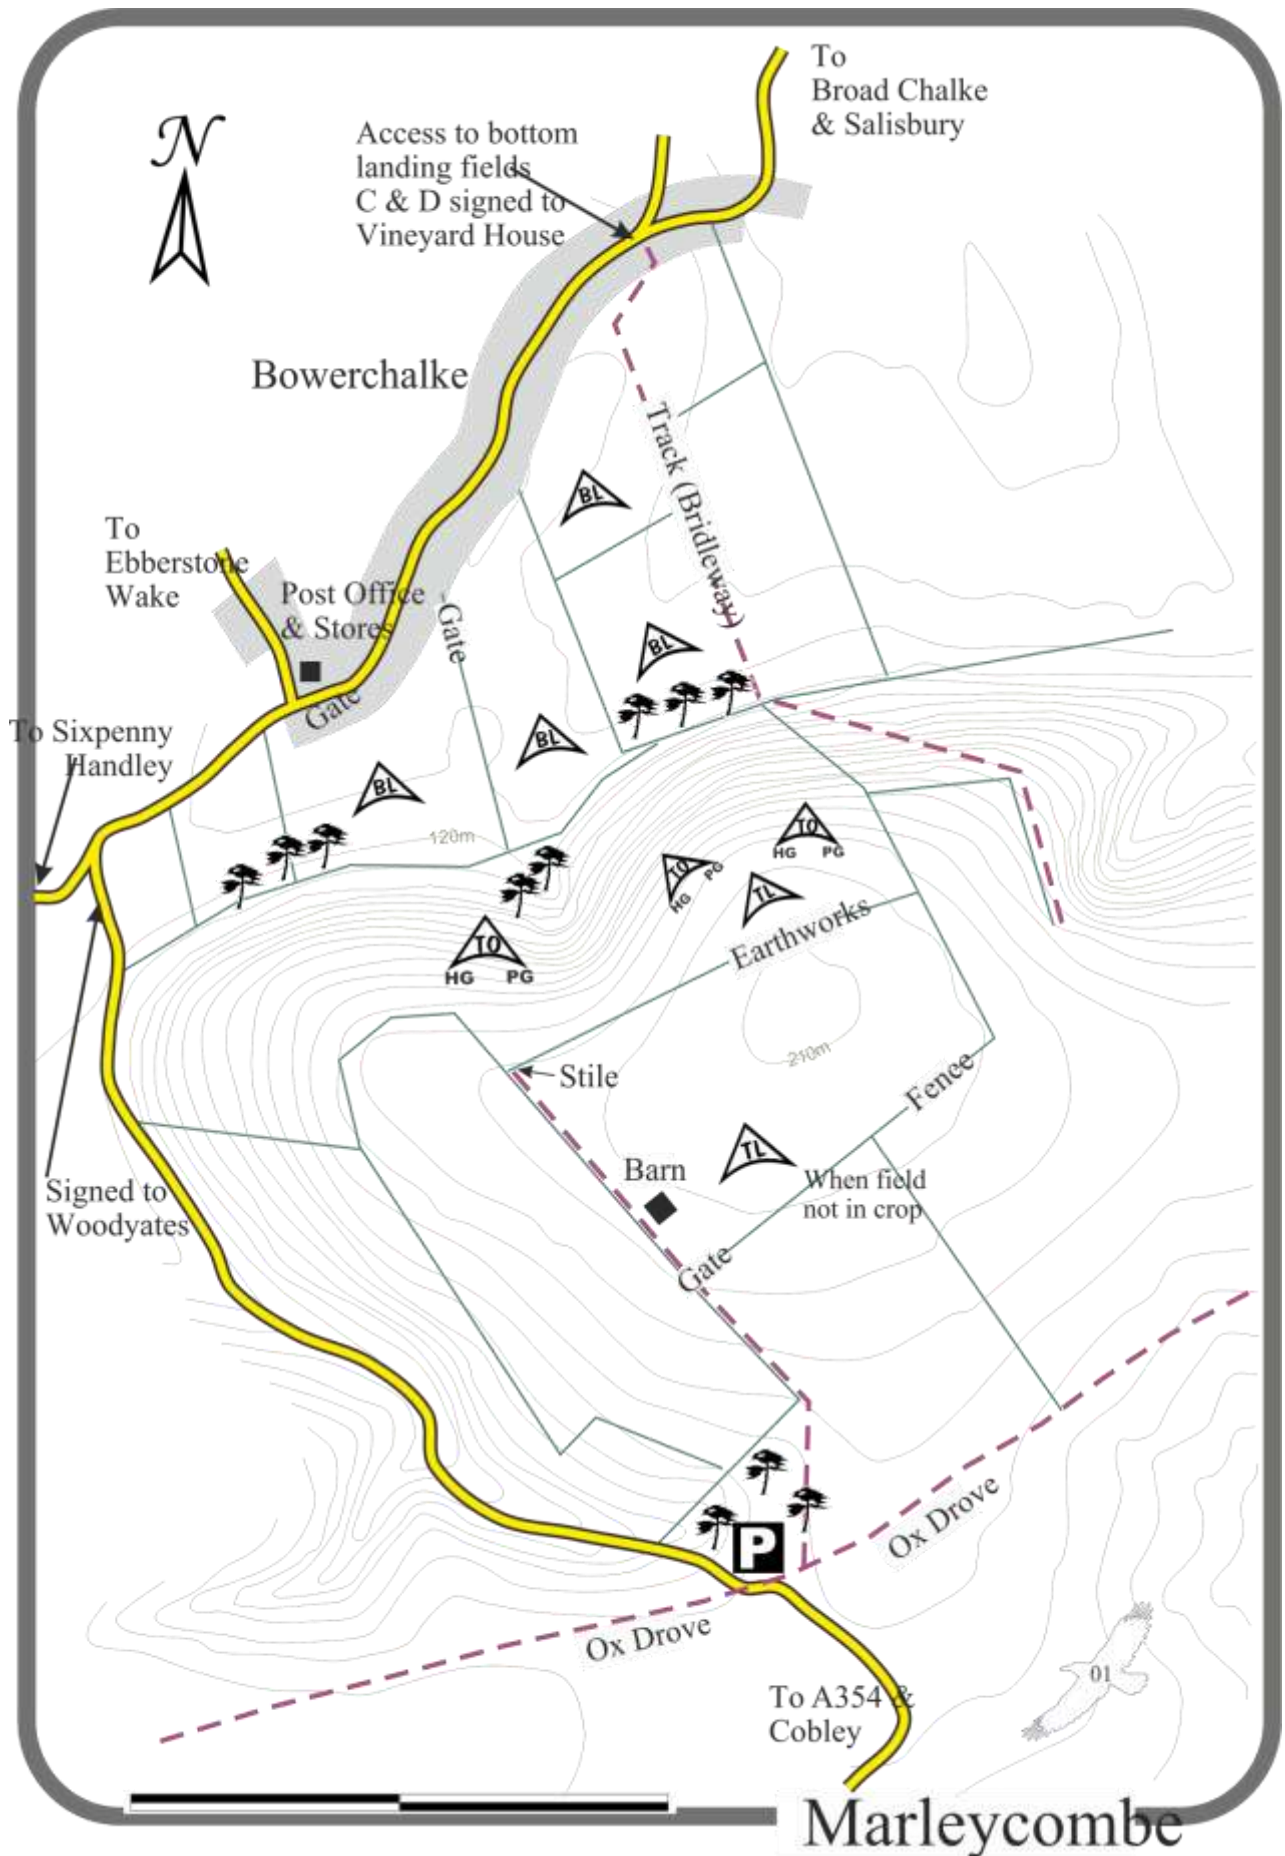 To
Broad Chalke
& Salisbury
N
Access to bottom
landing fields
C & D signed to
Vineyard House
Bowerchalke
Track (Bridleway)
BL
To
Ebberstone
Wake
Post Office
& Stores
Gate
BL
Gate
To Sixpenny
Handley
BL
BL
120m
TO
HG PG
TO
HG PG
TL
Earthworks
TO
HG PG
210m
Stile
Fence
TL
Barn
When field
not in crop
Signed to
Woodyates
Gate
Ox Drove
P
Ox Drove
01
To A354 &
Cobley
Marleycombe